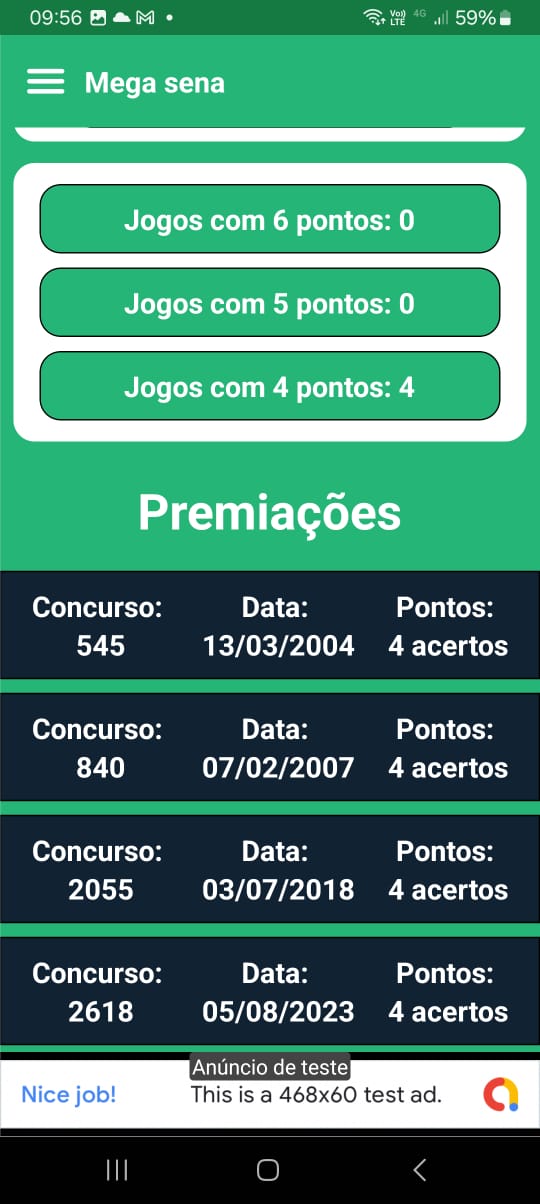 09:56
Vo) LTE 4G 59%
Mega sena
Jogos com 6 pontos: 0
Jogos com 5 pontos: 0
Jogos com 4 pontos: 4
Premiações
Concurso: Data: Pontos:
545 13/03/2004 4 acertos
Concurso: Data: Pontos:
840 07/02/2007 4 acertos
Concurso: Data: Pontos:
2055 03/07/2018 4 acertos
Concurso: Data: Pontos:
2618 05/08/2023 4 acertos
Anúncio de teste
Nice job! This is a 468x60 test ad.